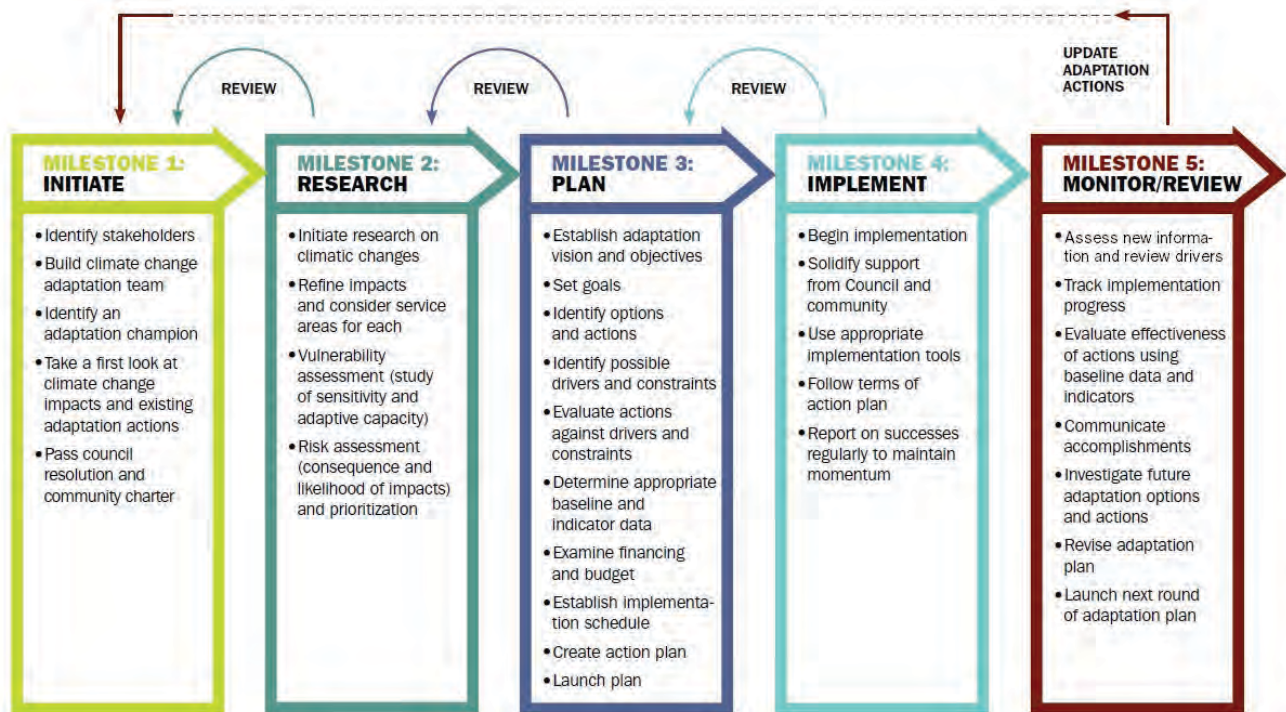 UPDATE
ADAPTATION
ACTIONS
REVIEW
REVIEW
REVIEW
MILESTONE 1:
INITIATE
• Identify stakeholders
• Build climate change
adaptation team
• Identify an
adaptation champion
• Take a first look at
climate change
impacts and existing
adaptation actions
• Pass council
resolution and
community charter
MILESTONE 2:
RESEARCH
• Initiate research on
climatic changes
• Refine impacts
and consider service
areas for each
• Vulnerability
assessment (study
of sensitivity and
adaptive capacity)
• Risk assessment
(consequence and
likelihood of impacts)
and prioritization
MILESTONE 3:
PLAN
• Establish adaptation
vision and objectives
• Set goals
• Identify options
and actions
• Identify possible
drivers and constraints
• Evaluate actions
against drivers and
constraints
• Determine appropriate
baseline and
indicator data
• Examine financing
and budget
• Establish implementa-
tion schedule
• Create action plan
• Launch plan
MILESTONE 4:
IMPLEMENT
• Begin implementation
• Solidify support
from Council and
community
• Use appropriate
implementation tools
• Follow terms of
action plan
• Report on successes
regularly to maintain
momentum
MILESTONE 5:
MONITOR/REVIEW
• Assess new informa-
tion and review drivers
• Track implementation
progress
• Evaluate effectiveness
of actions using
baseline data and
indicators
• Communicate
accomplishments
• Investigate future
adaptation options
and actions
• Revise adaptation
plan
• Launch next round
of adaptation plan